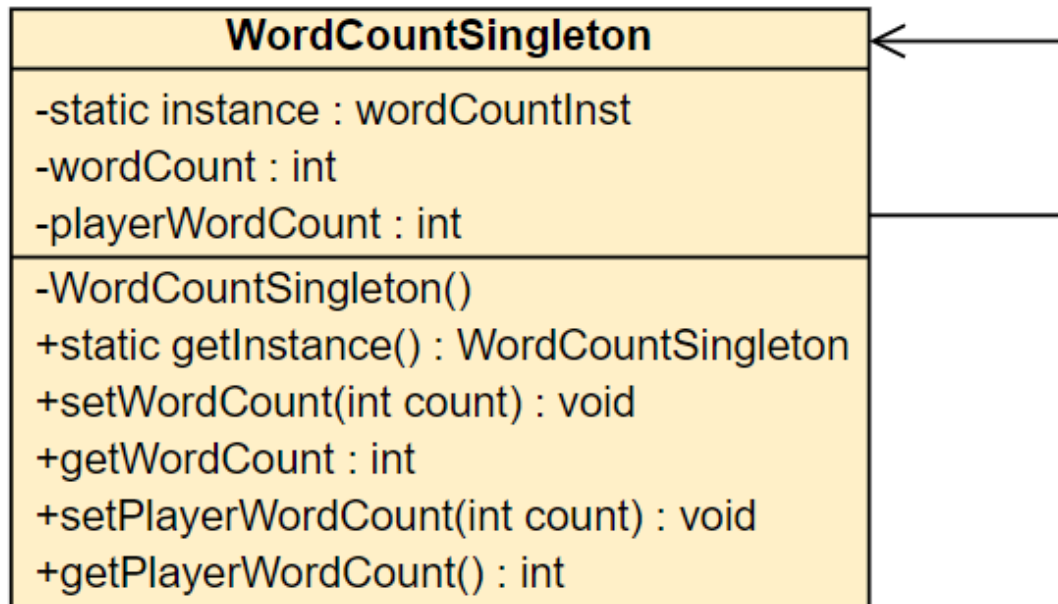 WordCountSingleton
-static instance : wordCountInst
-wordCount : int
-playerWordCount : int
-WordCountSingleton()
+static getInstance() : WordCountSingleton
+setWordCount(int count) : void
+getWordCount : int
+setPlayerWordCount(int count) : void
+getPlayerWordCount() : int